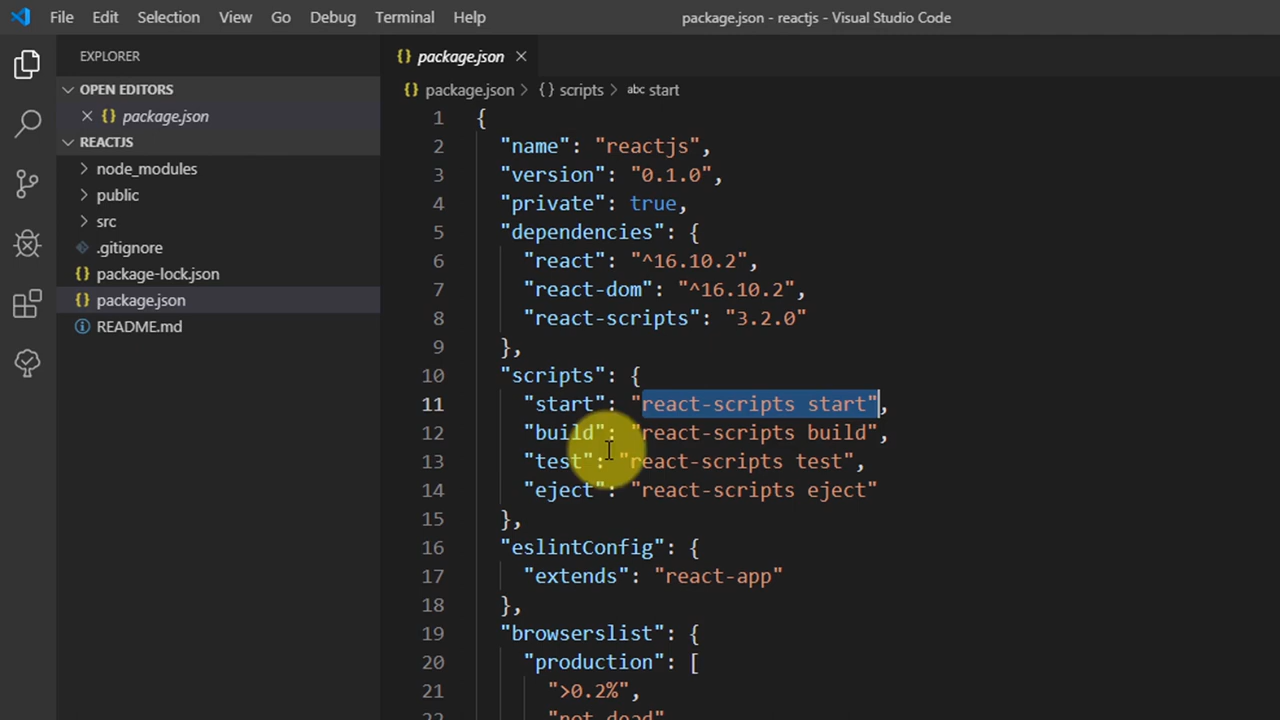 File Edit Selection View Go Debug Terminal Help package.json - reactjs - Visual Studio Code
EXPLORER
OPEN EDITORS
package.json
REACTJS
node_modules
public
src
.gitignore
package-lock.json
package.json
README.md
package.json
package.json > {} scripts > abc start
1 {
2 "name": "reactjs",
3 "version": "0.1.0",
4 "private": true,
5 "dependencies": {
6 "react": "^16.10.2",
7 "react-dom": "^16.10.2",
8 "react-scripts": "3.2.0"
9 },
10 "scripts": {
11 "start": "react-scripts start",
12 "build": "react-scripts build",
13 "test": "react-scripts test",
14 "eject": "react-scripts eject"
15 },
16 "eslintConfig": {
17 "extends": "react-app"
18 },
19 "browserslist": {
20 "production": [
21 ">0.2%",
22 "not dead"